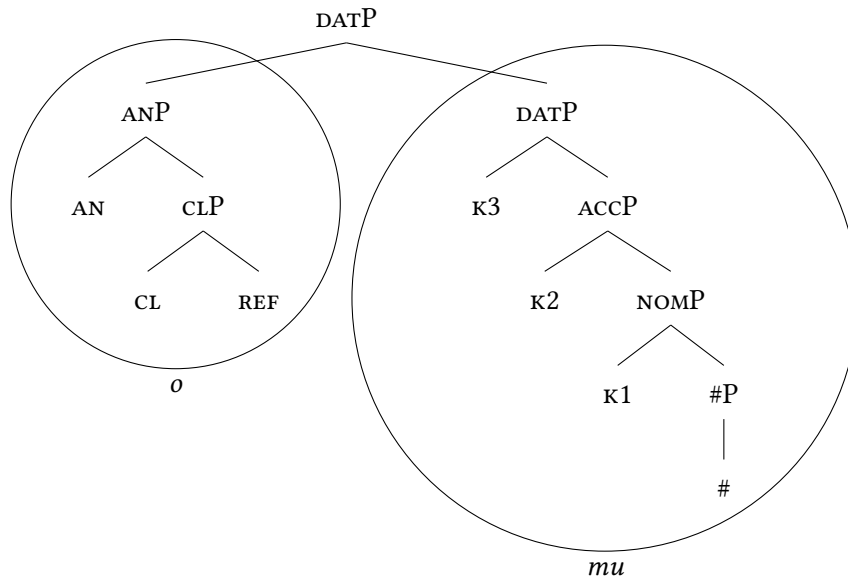 DATP
ANP DATP
AN CLP K3 ACCP
CL REF K2 NOMP
o K1 #P
#
mu